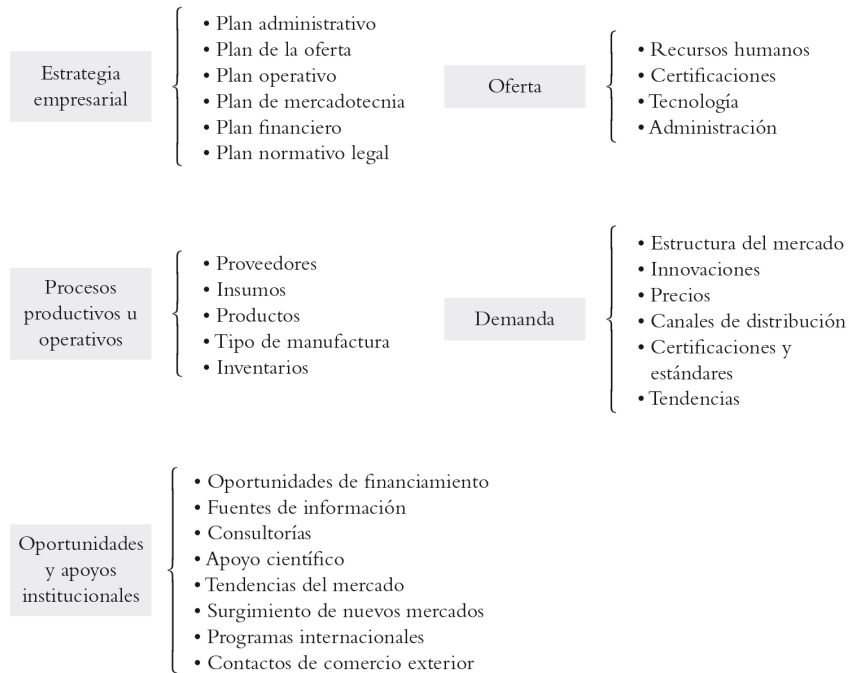 Estrategia
empresarial
• Plan administrativo
• Plan de la oferta
• Plan operativo
• Plan de mercadotecnia
• Plan financiero
• Plan normativo legal
Oferta
• Recursos humanos
• Certificaciones
• Tecnología
• Administración
Procesos
productivos u
operativos
• Proveedores
• Insumos
• Productos
• Tipo de manufactura
• Inventarios
Demanda
• Estructura del mercado
• Innovaciones
• Precios
• Canales de distribución
• Certificaciones y
estándares
• Tendencias
Oportunidades
y apoyos
institucionales
• Oportunidades de financiamiento
• Fuentes de información
• Consultorías
• Apoyo científico
• Tendencias del mercado
• Surgimiento de nuevos mercados
• Programas internacionales
• Contactos de comercio exterior